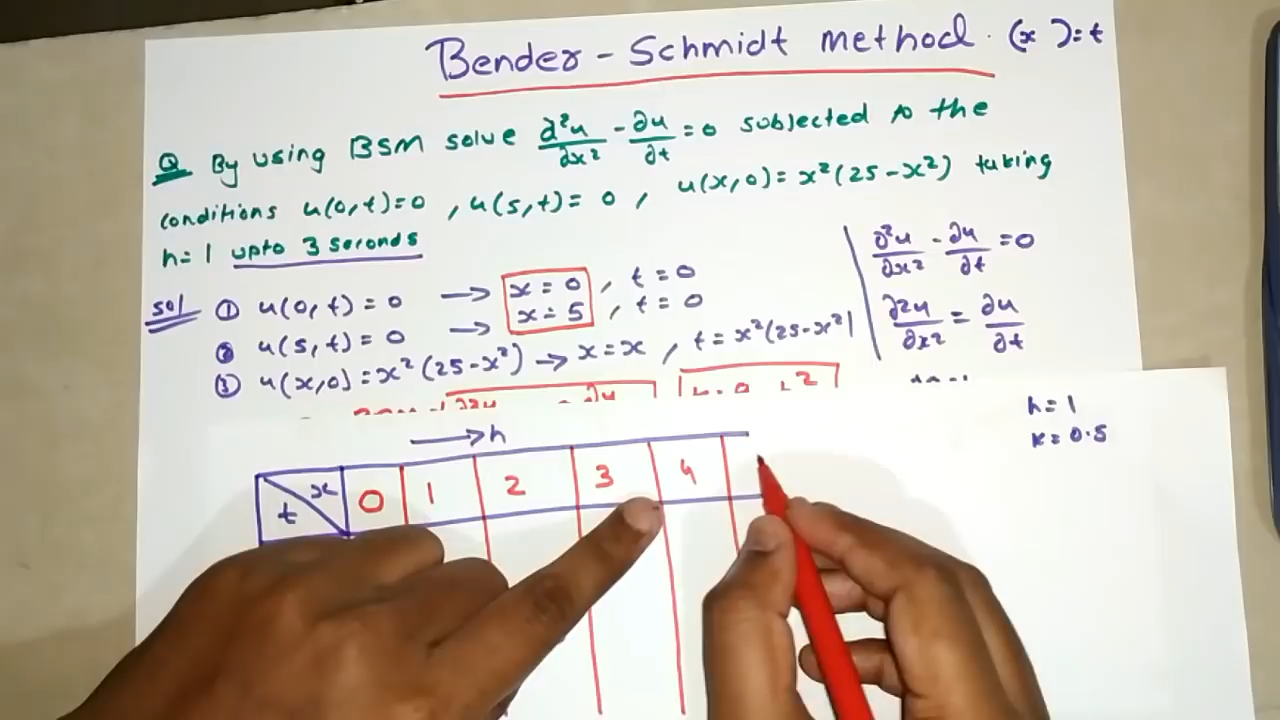 Bender-Schmidt method. (x )=t
Q By using BSM solve ∂²u/∂x² - ∂u/∂t = 0 subjected to the
conditions u(0,t)=0, u(5,t)=0, u(x,0)=x²(25-x²) taking
h=1 upto 3 seconds
Sol ① u(0,t)=0 → x=0, t=0
② u(5,t)=0 → x=5, t=0
③ u(x,0)=x²(25-x²) → x=x, t=x²(25-x²)
∂²u/∂x² - ∂u/∂t = 0
∂2u/∂x² = ∂u/∂t
h=1
k=0.5
→h
x
t
0 1 2 3 4